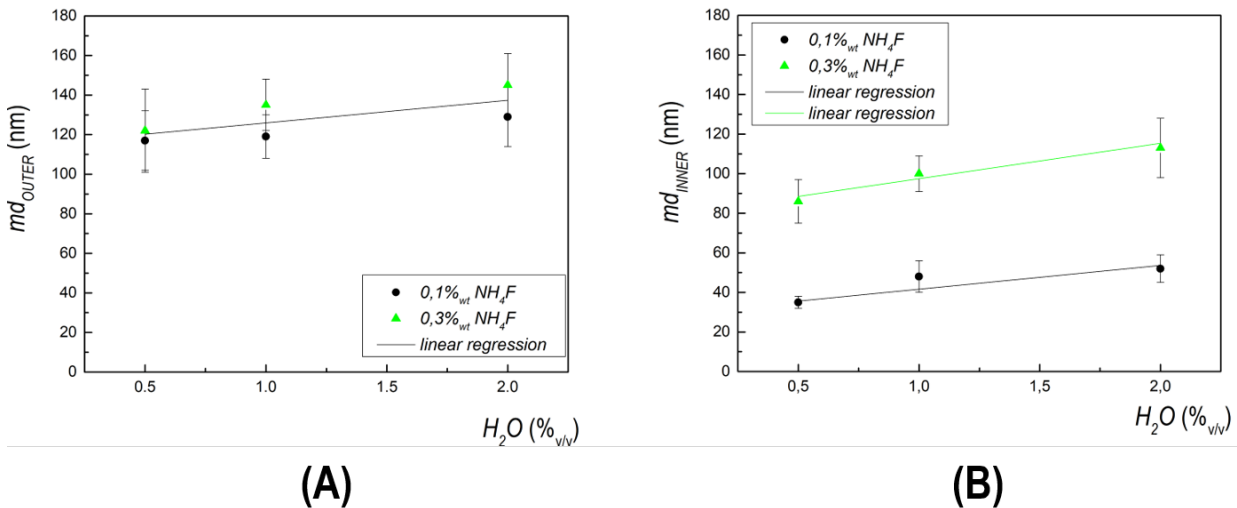 180
160
140
120
100
80
60
40
20
0
md_OUTER (nm)
0,1%wt NH4F
0,3%wt NH4F
linear regression
0.5 1.0 1.5 2.0
H2O (%v/v)
(A)
180
160
140
120
100
80
60
40
20
0
md_INNER (nm)
0,1%wt NH4F
0,3%wt NH4F
linear regression
linear regression
0,5 1,0 1,5 2,0
H2O (%v/v)
(B)